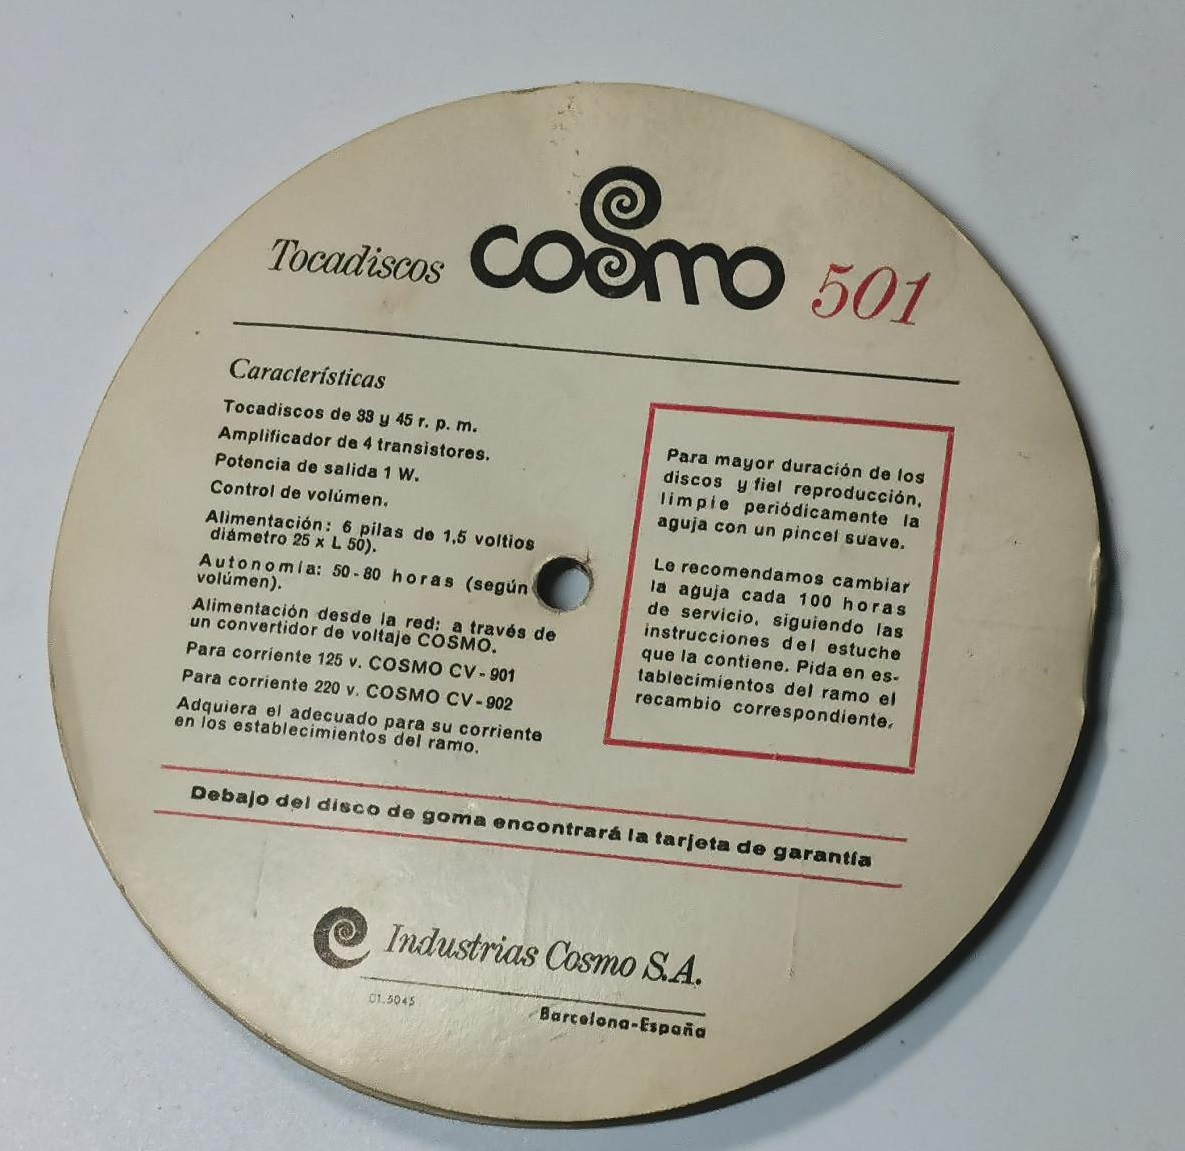 Tocadiscos cosmo 501
Características
Tocadiscos de 33 y 45 r. p. m.
Amplificador de 4 transistores.
Potencia de salida 1 W.
Control de volúmen.
Alimentación: 6 pilas de 1,5 voltios
diámetro 25 x L 50).
Autonomía: 50-80 horas (según
volúmen).
Alimentación desde la red: a través de
un convertidor de voltaje COSMO.
Para corriente 125 v. COSMO CV-901
Para corriente 220 v. COSMO CV-902
Adquiera el adecuado para su corriente
en los establecimientos del ramo.
Para mayor duración de los
discos y fiel reproducción,
limpie periódicamente la
aguja con un pincel suave.
Le recomendamos cambiar
la aguja cada 100 horas
de servicio, siguiendo las
instrucciones del estuche
que la contiene. Pida en es-
tablecimientos del ramo el
recambio correspondiente.
Debajo del disco de goma encontrará la tarjeta de garantía
Industrias Cosmo S.A.
01.5045
Barcelona-España